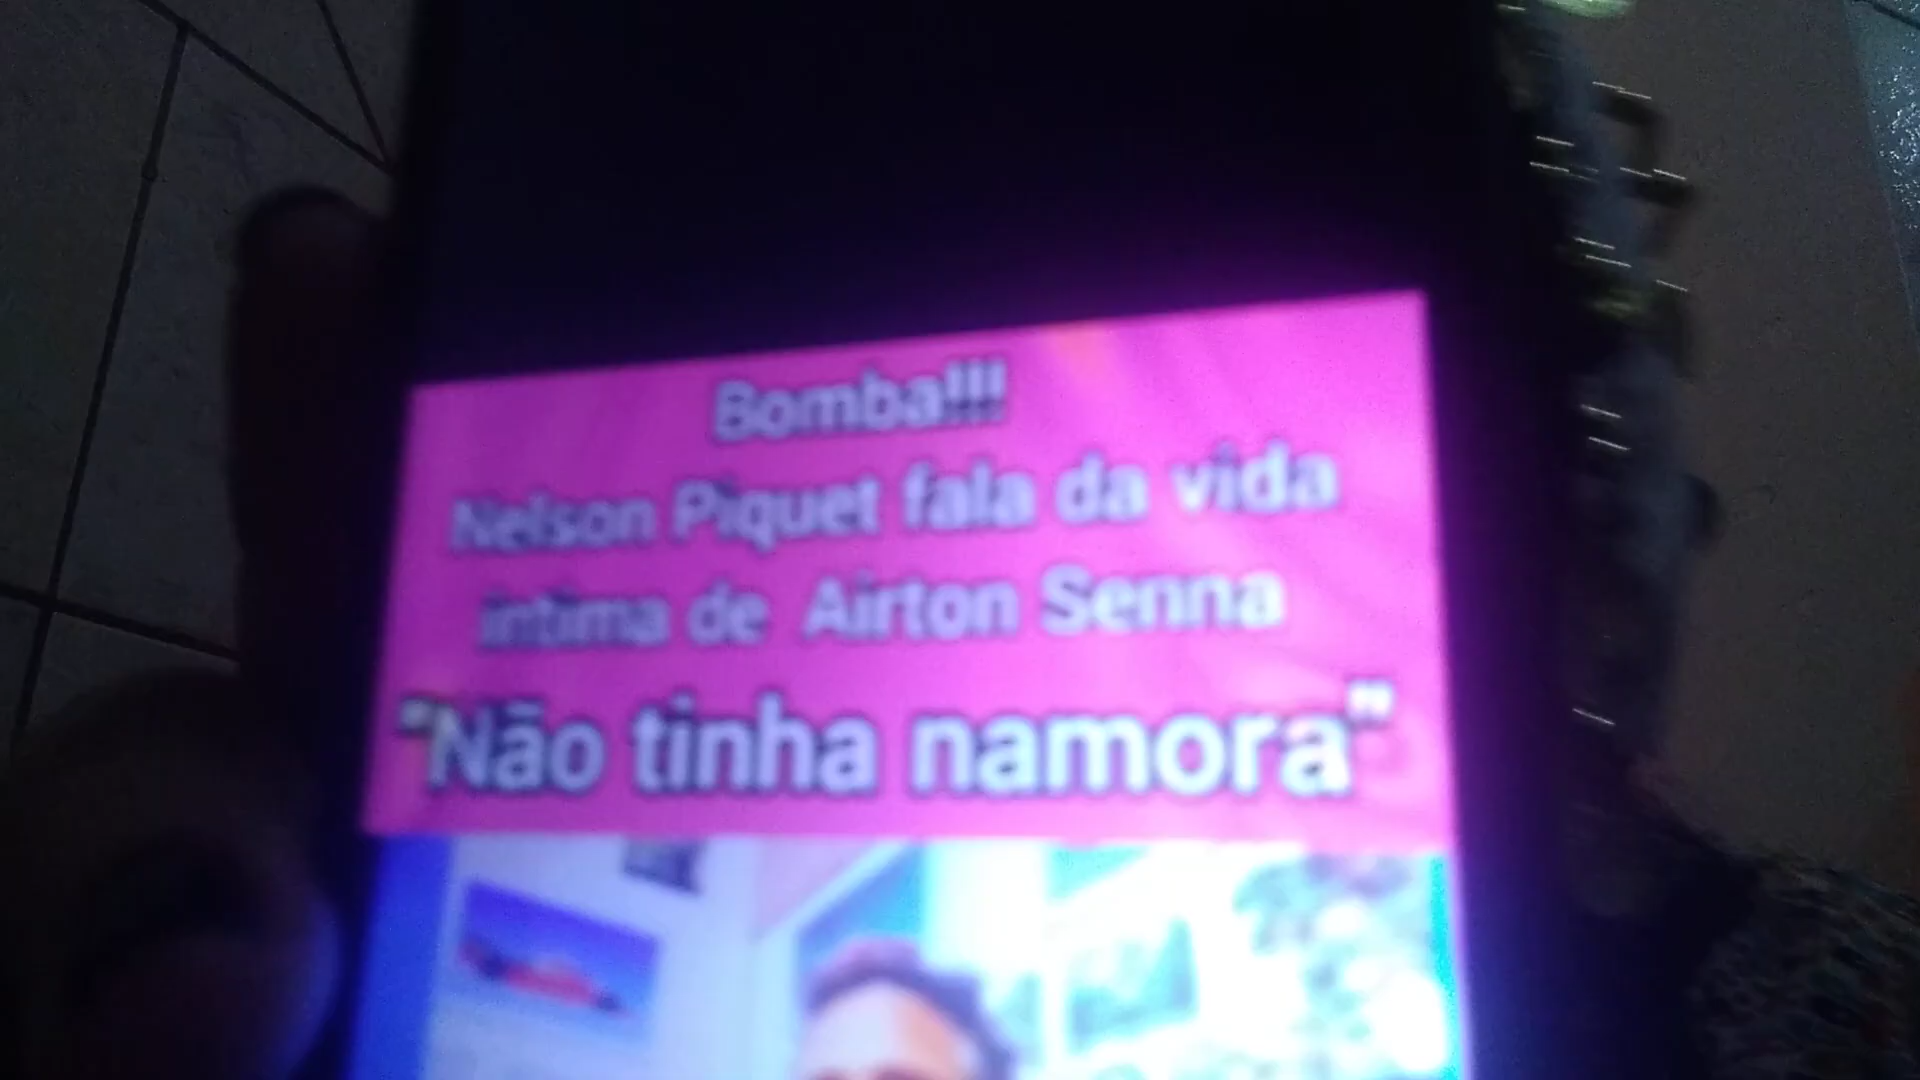 Bomba!!!
Nelson Piquet fala da vida
intima de Airton Senna
"Não tinha namora"